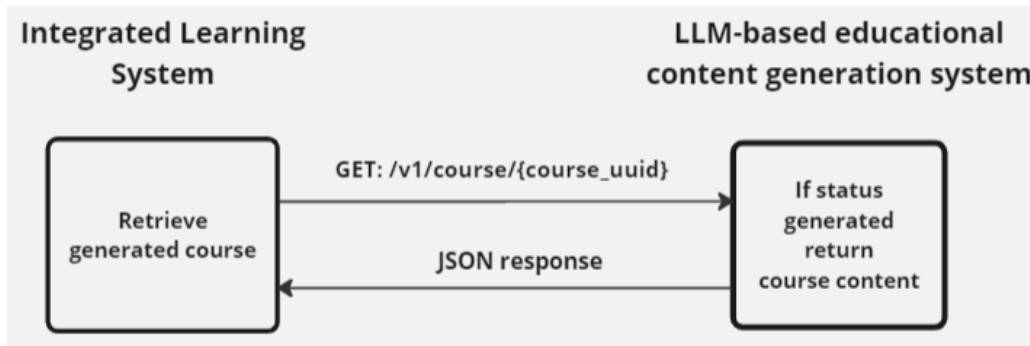 Integrated Learning
System
LLM-based educational
content generation system
GET: /v1/course/{course_uuid}
Retrieve
generated course
JSON response
If status
generated
return
course content